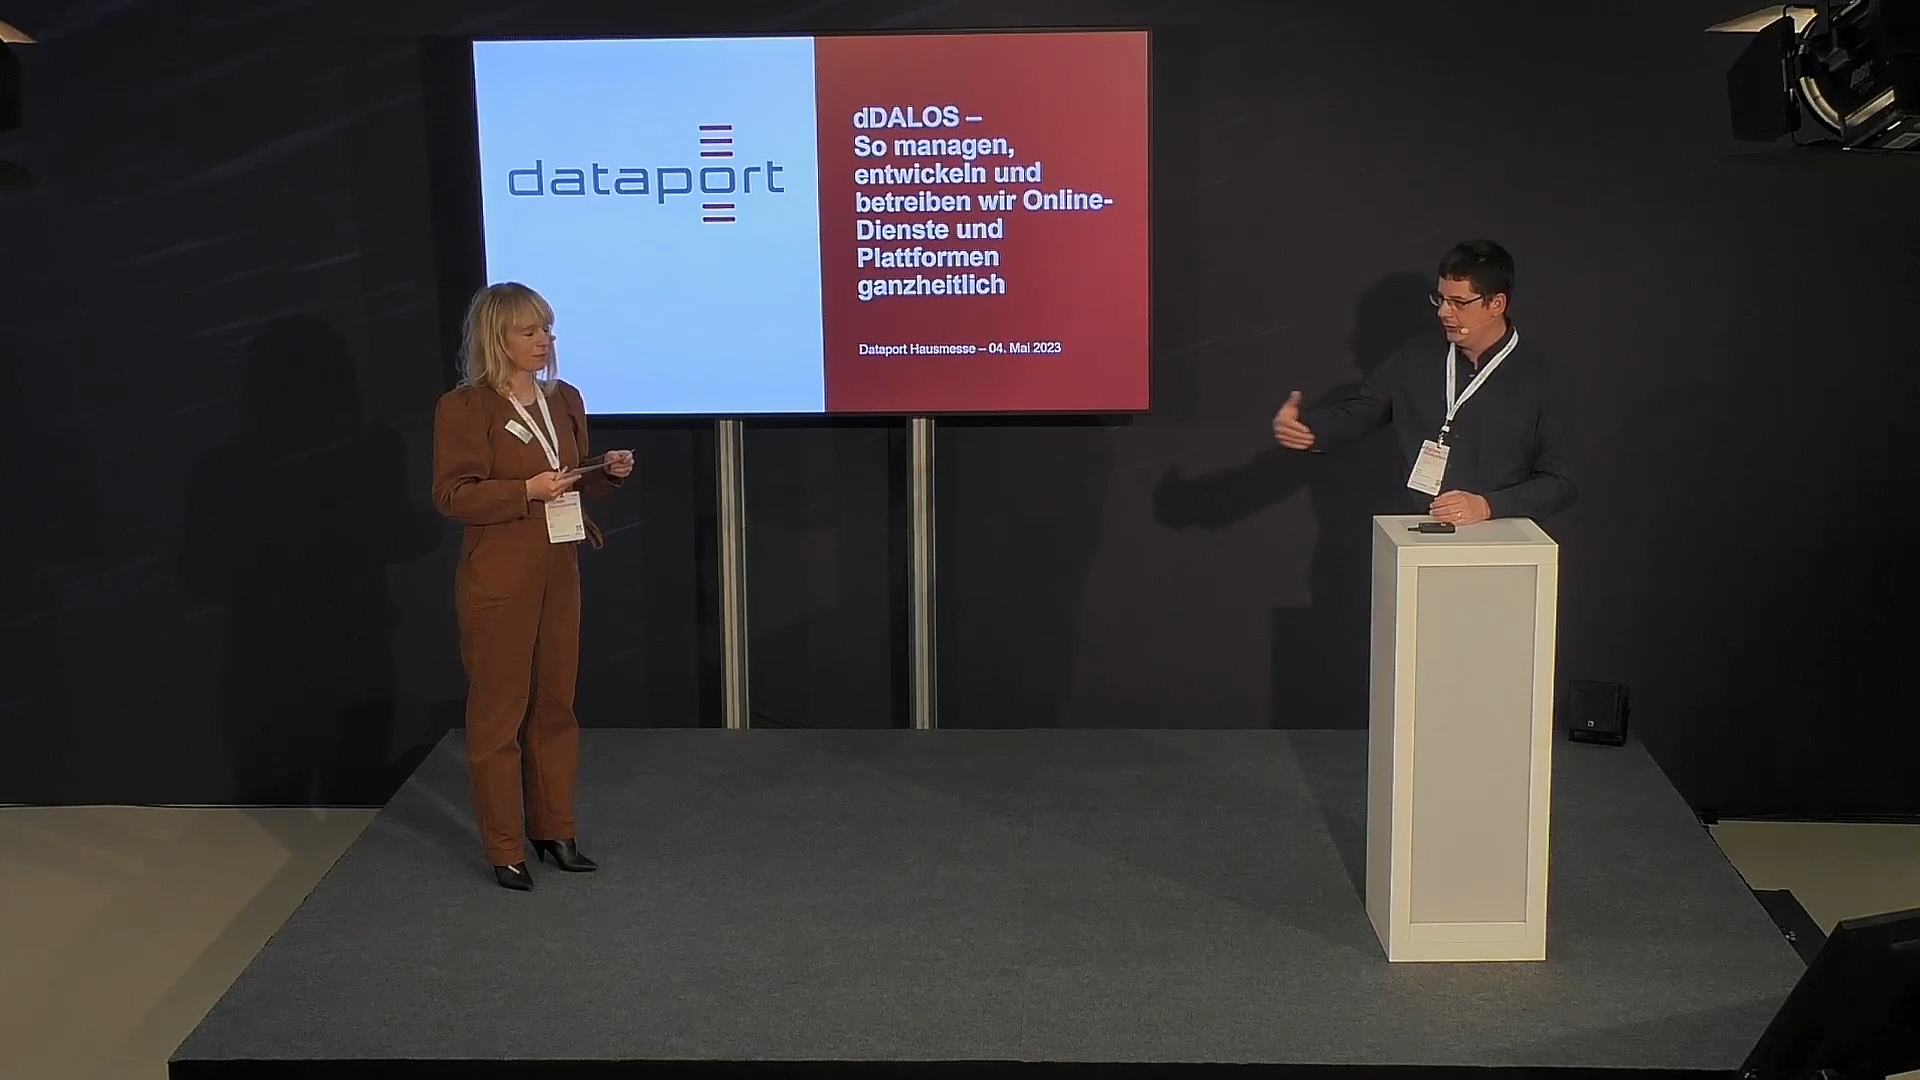 dataport
dDALOS –
So managen,
entwickeln und
betreiben wir Online-
Dienste und
Plattformen
ganzheitlich
Dataport Hausmesse – 04. Mai 2023